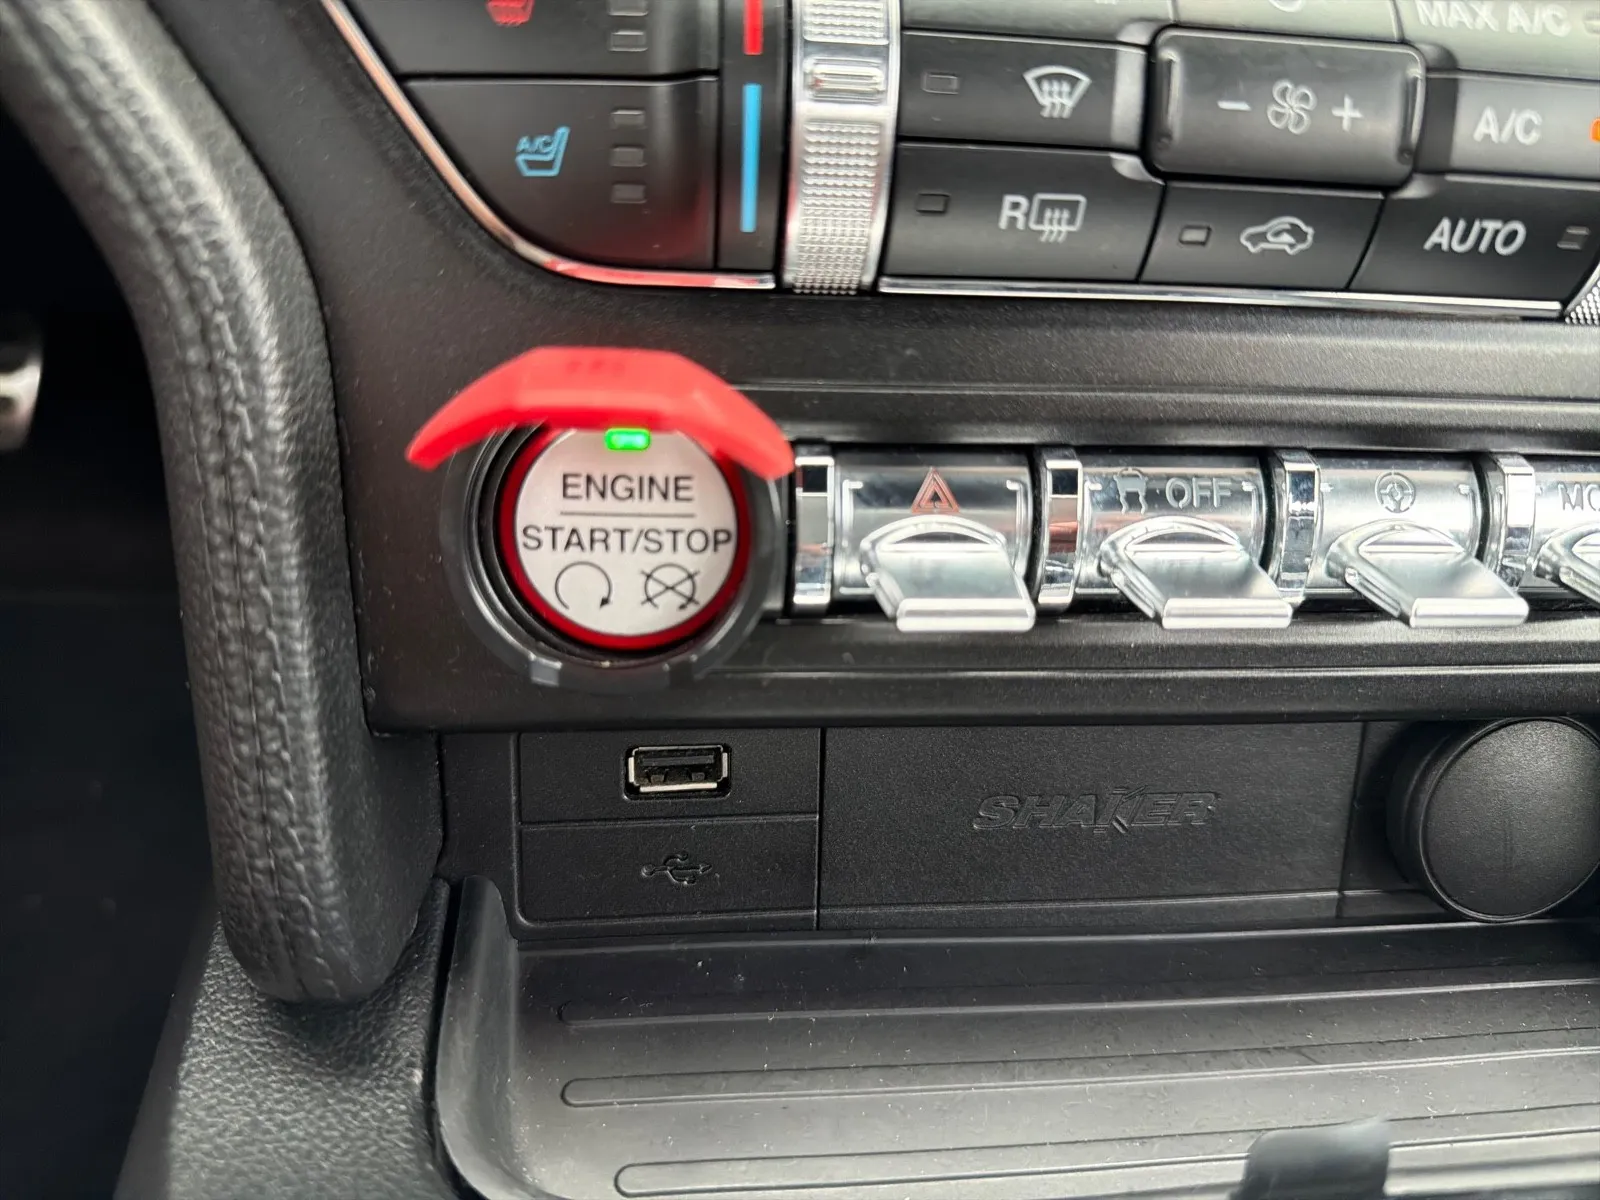 MAX A/C
A/C
A/C
R
AUTO
ENGINE
START/STOP
OFF
SHAKER